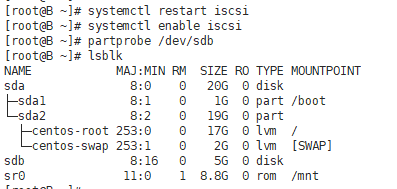 [root@B ~]# systemctl restart iscsi
[root@B ~]# systemctl enable iscsi
[root@B ~]# partprobe /dev/sdb
[root@B ~]# lsblk
NAME            MAJ:MIN RM  SIZE RO TYPE MOUNTPOINT
sda               8:0    0   20G  0 disk
├─sda1            8:1    0    1G  0 part /boot
└─sda2            8:2    0   19G  0 part
  ├─centos-root 253:0    0   17G  0 lvm  /
  └─centos-swap 253:1    0    2G  0 lvm  [SWAP]
sdb               8:16   0    5G  0 disk
sr0              11:0    1  8.8G  0 rom  /mnt